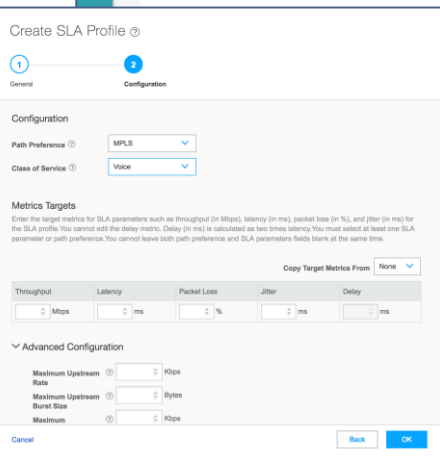 Create SLA Profile ?
1
2
General
Configuration
Configuration
Path Preference ?
MPLS
Class of Service ?
Voice
Metrics Targets
Enter the target metrics for SLA parameters such as throughput (in Mbps), latency (in ms), packet loss (in %), and jitter (in ms) for
the SLA profile.You cannot edit the delay metric. Delay (in ms) is calculated as two times latency.You must select at least one SLA
parameter or path preference.You cannot leave both path preference and SLA parameters fields blank at the same time.
Copy Target Metrics From None
Throughput Latency Packet Loss Jitter Delay
Mbps ms % ms ms
Advanced Configuration
Maximum Upstream ? Kbps
Rate
Maximum Upstream ? Bytes
Burst Size
Maximum ? Kbps
Cancel Back OK